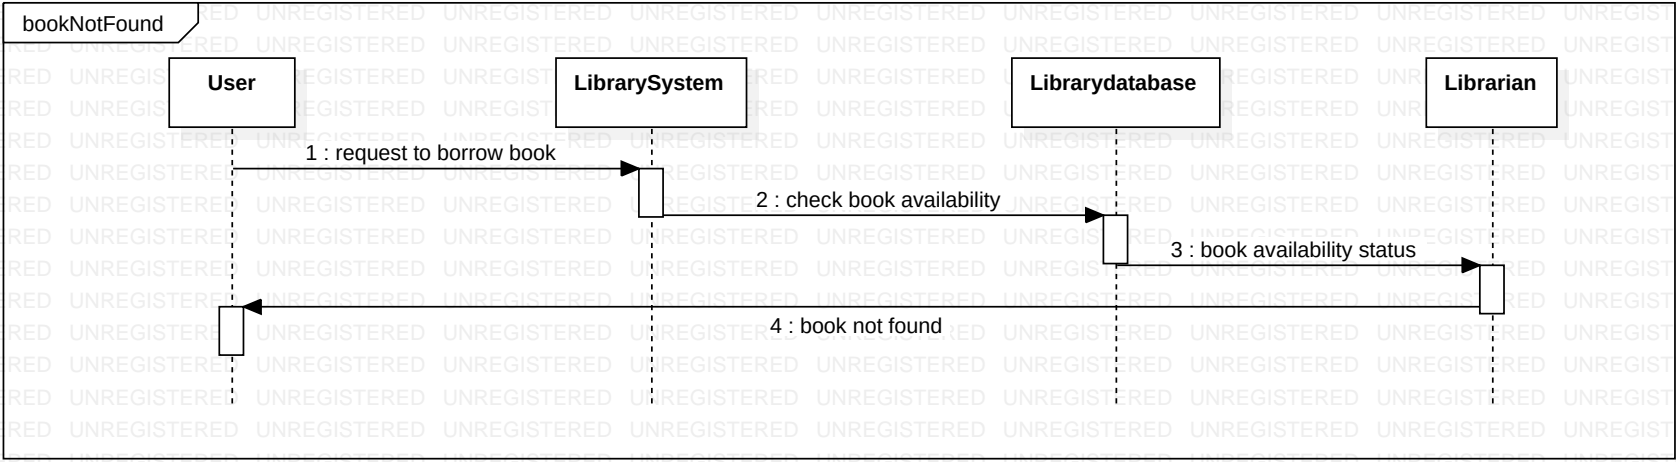 bookNotFound
User
LibrarySystem
Librarydatabase
Librarian
1 : request to borrow book
2 : check book availability
3 : book availability status
4 : book not found
UNREGISTERED